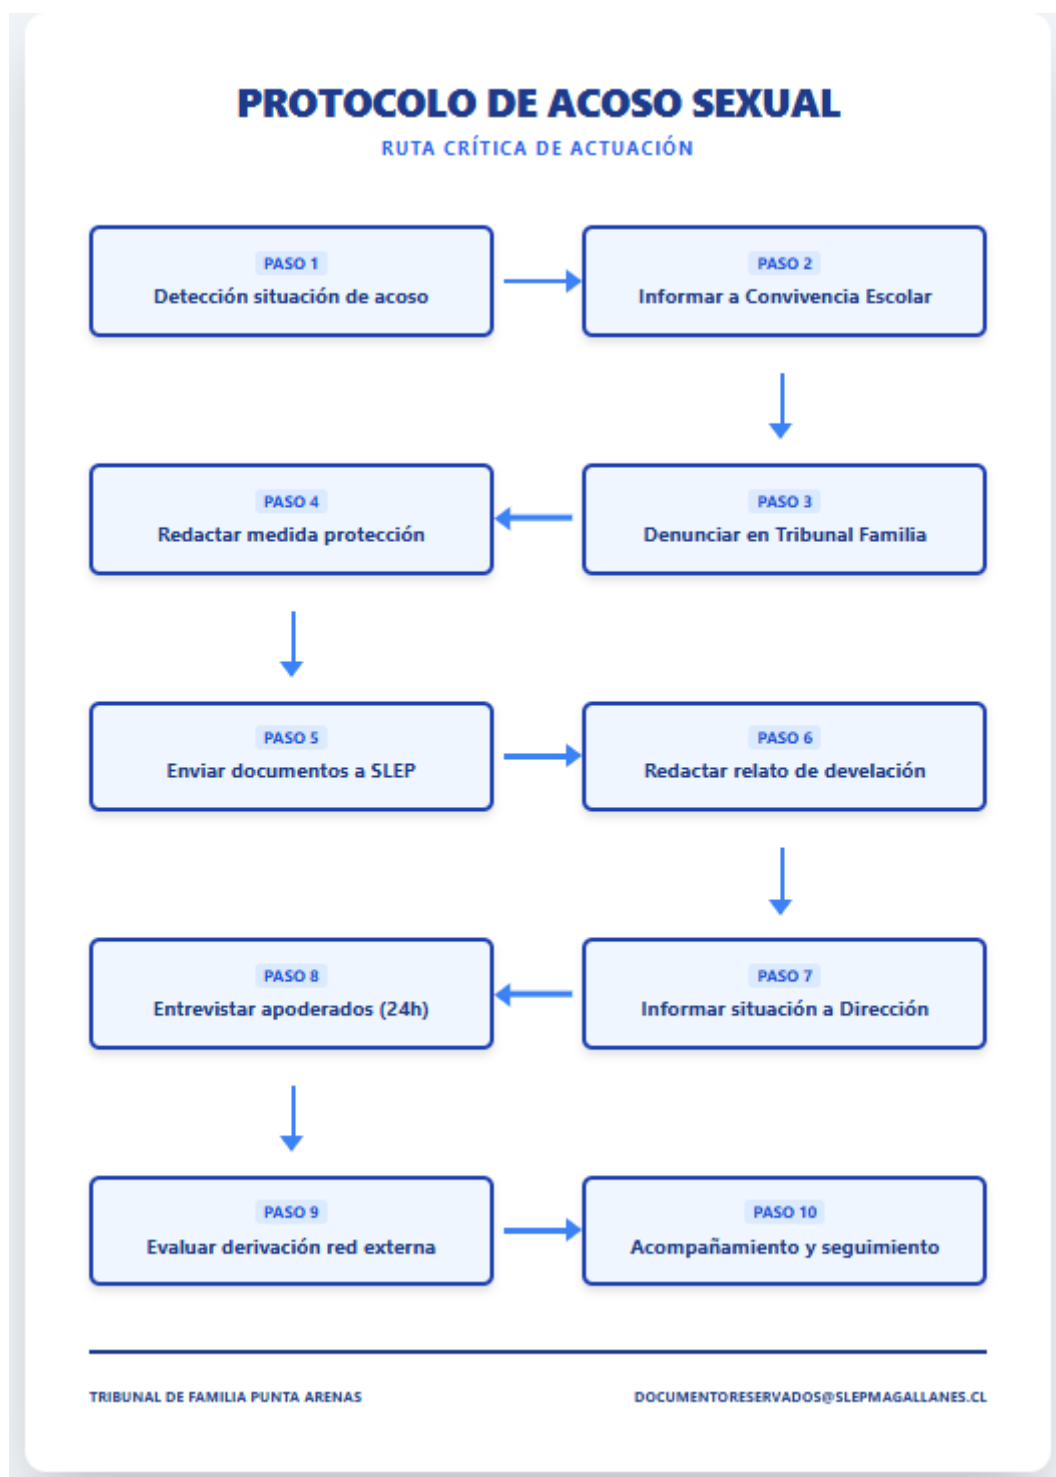 PROTOCOLO DE ACOSO SEXUAL
RUTA CRÍTICA DE ACTUACIÓN
PASO 1
Detección situación de acoso
PASO 2
Informar a Convivencia Escolar
PASO 3
Denunciar en Tribunal Familia
PASO 4
Redactar medida protección
PASO 5
Enviar documentos a SLEP
PASO 6
Redactar relato de develación
PASO 7
Informar situación a Dirección
PASO 8
Entrevistar apoderados (24h)
PASO 9
Evaluar derivación red externa
PASO 10
Acompañamiento y seguimiento
TRIBUNAL DE FAMILIA PUNTA ARENAS
DOCUMENTORESERVADOS@SLEPMAGALLANES.CL